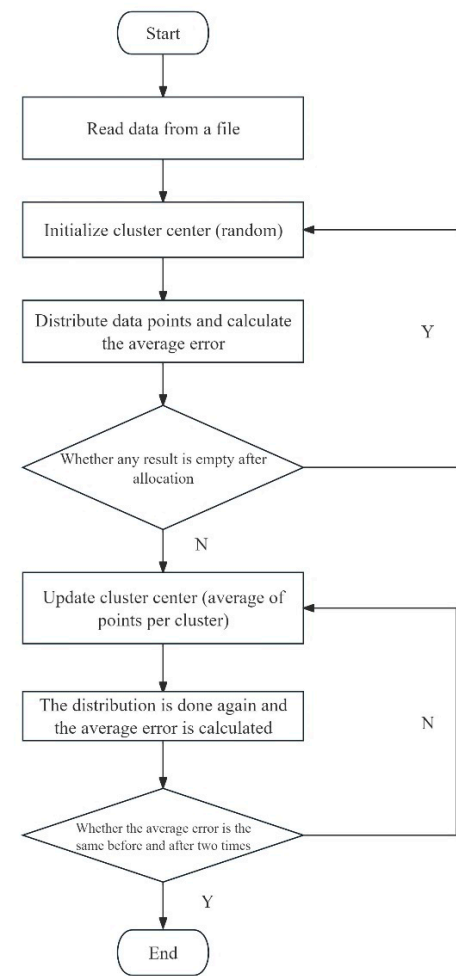 Start
Read data from a file
Initialize cluster center (random)
Distribute data points and calculate
the average error
Y
Whether any result is empty after
allocation
N
Update cluster center (average of
points per cluster)
The distribution is done again and
the average error is calculated
N
Whether the average error is the
same before and after two times
Y
End